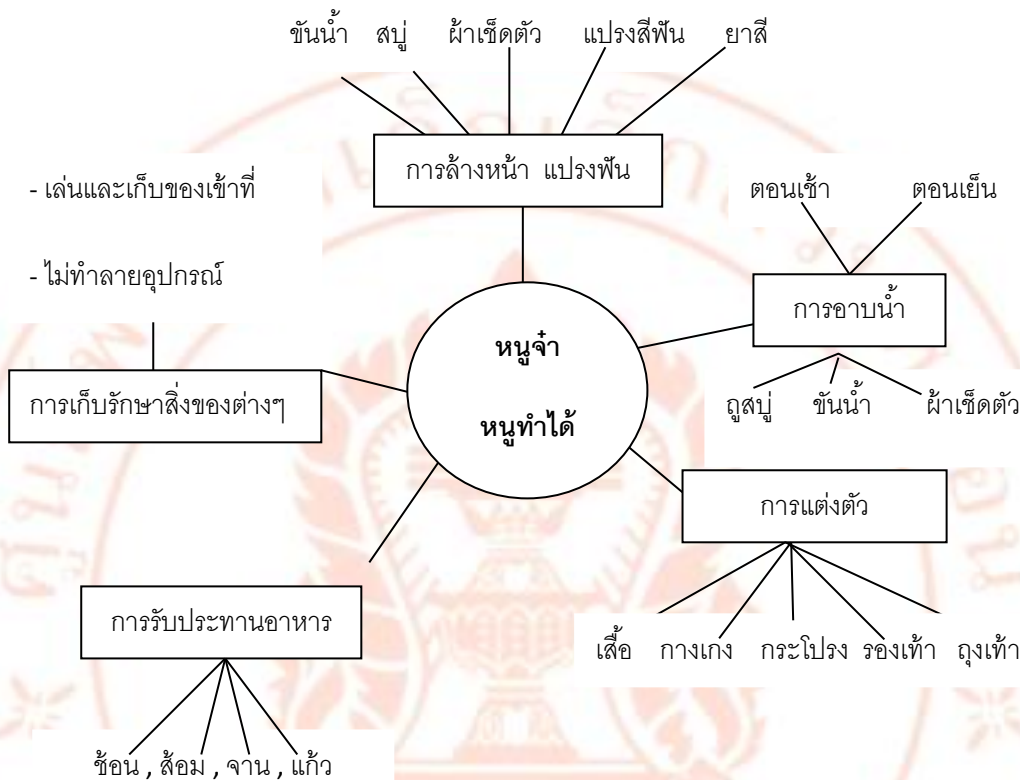 ขันน้ำ สบู่ ผ้าเช็ดตัว แปรงสีฟัน ยาสี
การล้างหน้า แปรงฟัน
- เล่นและเก็บของเข้าที่
- ไม่ทำลายอุปกรณ์
การเก็บรักษาสิ่งของต่างๆ
ตอนเช้า ตอนเย็น
การอาบน้ำ
ถูสบู่ ขันน้ำ ผ้าเช็ดตัว
หนูจ๋า
หนูทำได้
การแต่งตัว
เสื้อ กางเกง กระโปรง รองเท้า ถุงเท้า
การรับประทานอาหาร
ช้อน , ส้อม , จาน , แก้ว